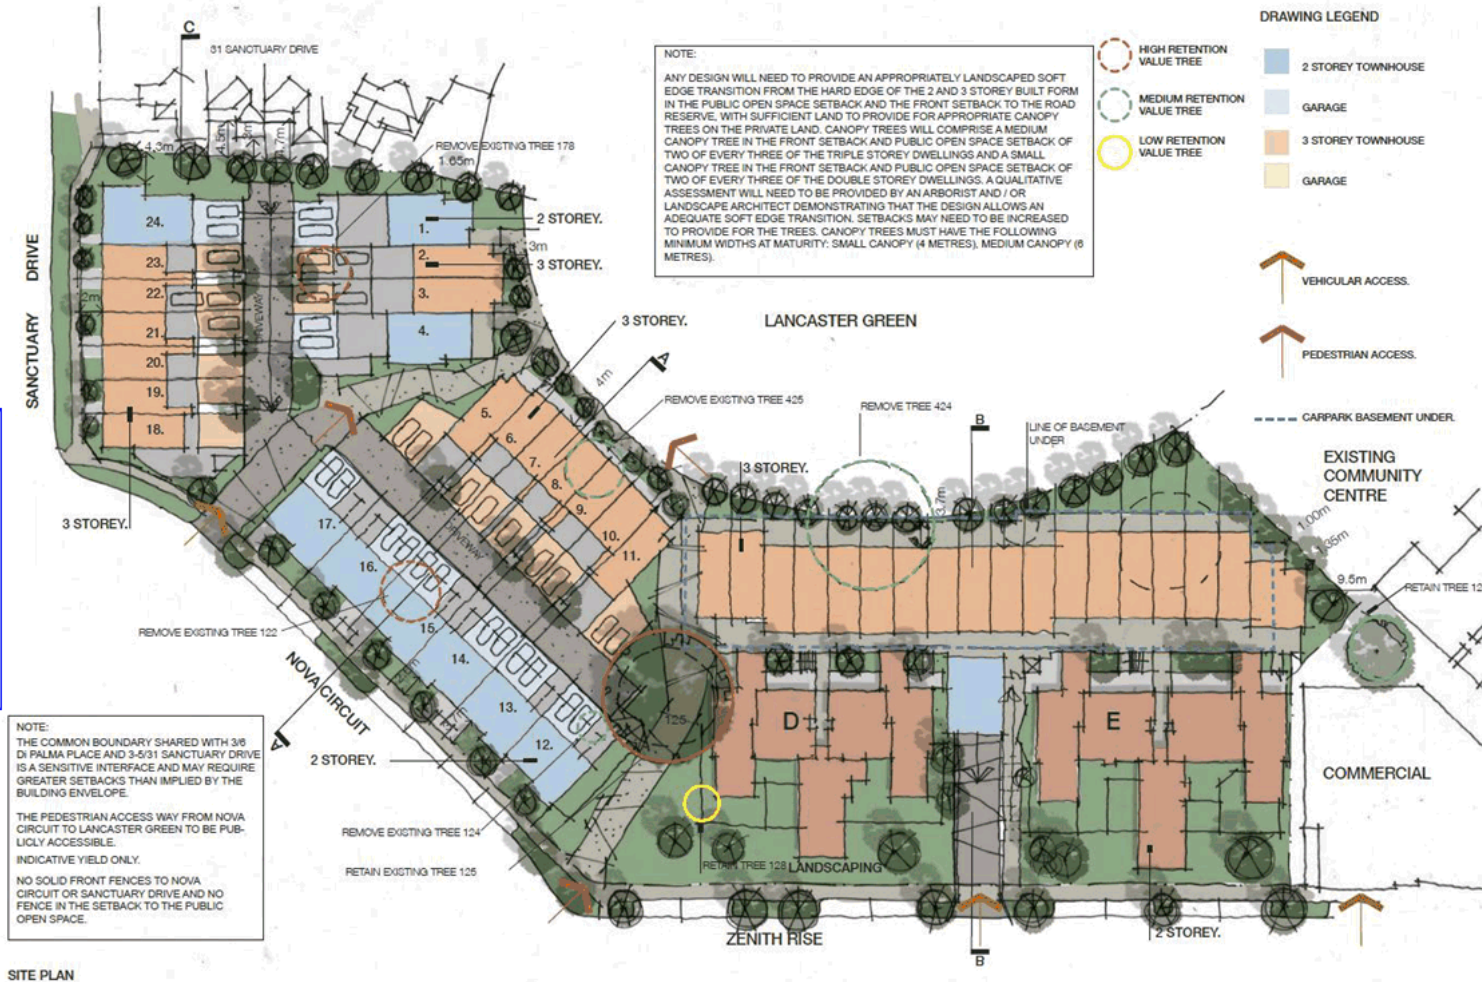 C
31 SANCTUARY DRIVE
DRAWING LEGEND
HIGH RETENTION
VALUE TREE
MEDIUM RETENTION
VALUE TREE
LOW RETENTION
VALUE TREE
2 STOREY TOWNHOUSE
GARAGE
3 STOREY TOWNHOUSE
GARAGE
VEHICULAR ACCESS.
PEDESTRIAN ACCESS.
CARPARK BASEMENT UNDER.
NOTE:
ANY DESIGN WILL NEED TO PROVIDE AN APPROPRIATELY LANDSCAPED SOFT
EDGE TRANSITION FROM THE HARD EDGE OF THE 2 AND 3 STOREY BUILT FORM
IN THE PUBLIC OPEN SPACE SETBACK AND THE FRONT SETBACK TO THE ROAD
RESERVE, WITH SUFFICIENT LAND TO PROVIDE FOR APPROPRIATE CANOPY
TREES ON THE PRIVATE LAND. CANOPY TREES WILL COMPRISE A MEDIUM
CANOPY TREE IN THE FRONT SETBACK AND PUBLIC OPEN SPACE SETBACK OF
TWO OF EVERY THREE OF THE TRIPLE STOREY DWELLINGS AND A SMALL
CANOPY TREE IN THE FRONT SETBACK AND PUBLIC OPEN SPACE SETBACK OF
TWO OF EVERY THREE OF THE DOUBLE STOREY DWELLINGS. A QUALITATIVE
ASSESSMENT WILL NEED TO BE PROVIDED BY AN ARBORIST AND / OR
LANDSCAPE ARCHITECT DEMONSTRATING THAT THE DESIGN ALLOWS AN
ADEQUATE SOFT EDGE TRANSITION. SETBACKS MAY NEED TO BE INCREASED
TO PROVIDE FOR THE TREES. CANOPY TREES MUST HAVE THE FOLLOWING
MINIMUM WIDTHS AT MATURITY: SMALL CANOPY (4 METRES), MEDIUM CANOPY (6
METRES).
4.3m
4.5m
REMOVE EXISTING TREE 178
1.65m
24.
1.
2 STOREY.
3m
23.
2.
3 STOREY.
2m
22.
3.
21.
4.
20.
19.
18.
SANCTUARY DRIVE
3 STOREY.
3 STOREY.
LANCASTER GREEN
A
4m
REMOVE EXISTING TREE 425
REMOVE TREE 424
B
LINE OF BASEMENT
UNDER
EXISTING
COMMUNITY
CENTRE
5.
6.
7.
8.
9.
10.
11.
3 STOREY.
3.7m
1.00m
1.35m
9.5m
RETAIN TREE 12
17.
16.
15.
14.
13.
12.
REMOVE EXISTING TREE 122
NOVA CIRCUIT
A
2 STOREY.
125
D
E
COMMERCIAL
REMOVE EXISTING TREE 124
RETAIN EXISTING TREE 125
RETAIN TREE 128
LANDSCAPING
ZENITH RISE
B
2 STOREY.
NOTE:
THE COMMON BOUNDARY SHARED WITH 3/6
Di PALMA PLACE AND 3-5/31 SANCTUARY DRIVE
IS A SENSITIVE INTERFACE AND MAY REQUIRE
GREATER SETBACKS THAN IMPLIED BY THE
BUILDING ENVELOPE.
THE PEDESTRIAN ACCESS WAY FROM NOVA
CIRCUIT TO LANCASTER GREEN TO BE PUB-
LICLY ACCESSIBLE.
INDICATIVE YIELD ONLY.
NO SOLID FRONT FENCES TO NOVA
CIRCUIT OR SANCTUARY DRIVE AND NO
FENCE IN THE SETBACK TO THE PUBLIC
OPEN SPACE.
SITE PLAN